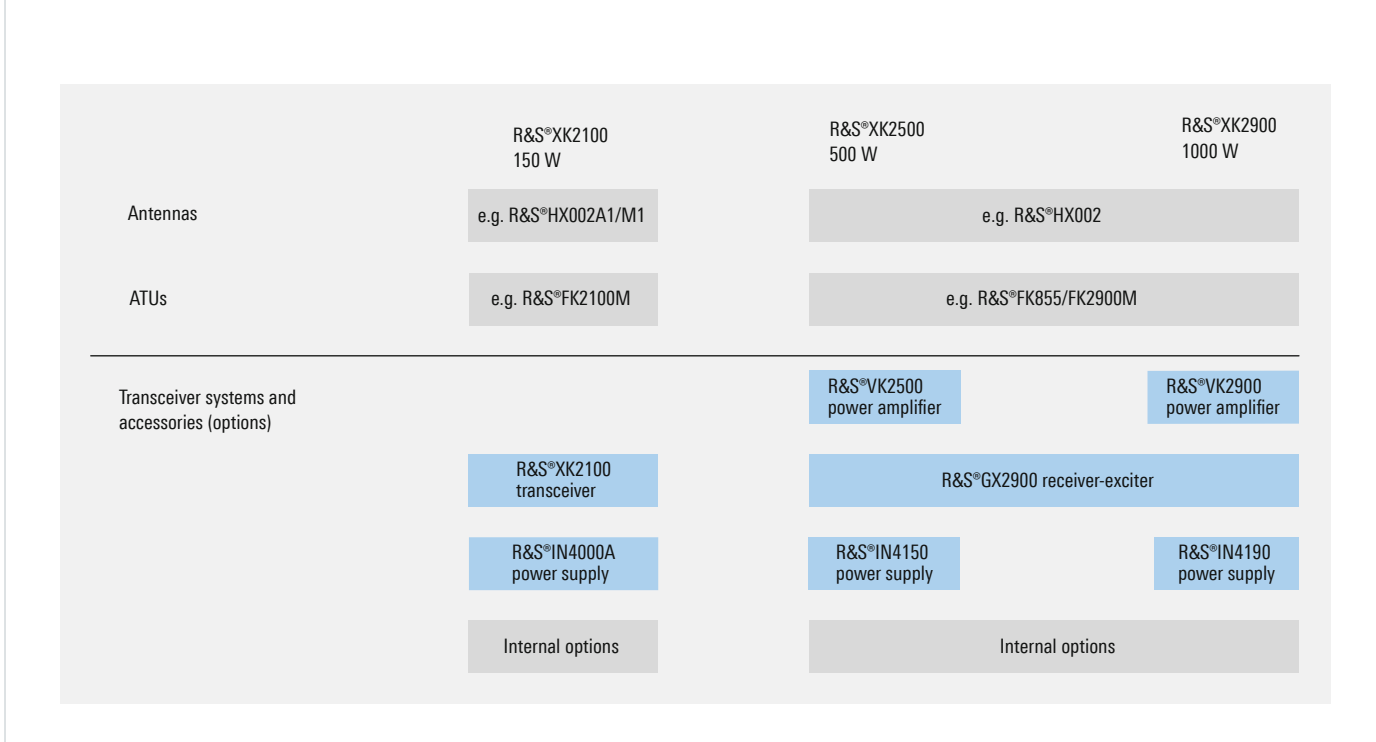 R&S®XK2100
150 W
R&S®XK2500
500 W
R&S®XK2900
1000 W
Antennas
e.g. R&S®HX002A1/M1
e.g. R&S®HX002
ATUs
e.g. R&S®FK2100M
e.g. R&S®FK855/FK2900M
Transceiver systems and
accessories (options)
R&S®VK2500
power amplifier
R&S®VK2900
power amplifier
R&S®XK2100
transceiver
R&S®GX2900 receiver-exciter
R&S®IN4000A
power supply
R&S®IN4150
power supply
R&S®IN4190
power supply
Internal options
Internal options